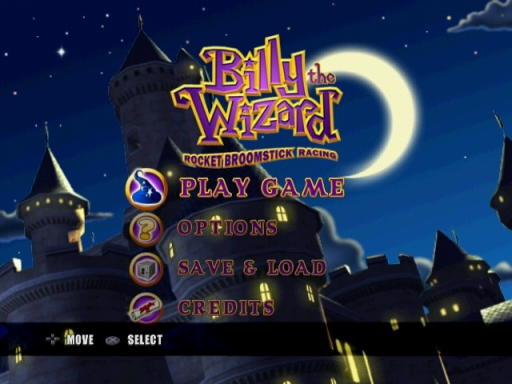 Billy the
Wizard
ROCKET BROOMSTICK RACING
PLAY GAME
OPTIONS
SAVE & LOAD
CREDITS
MOVE SELECT